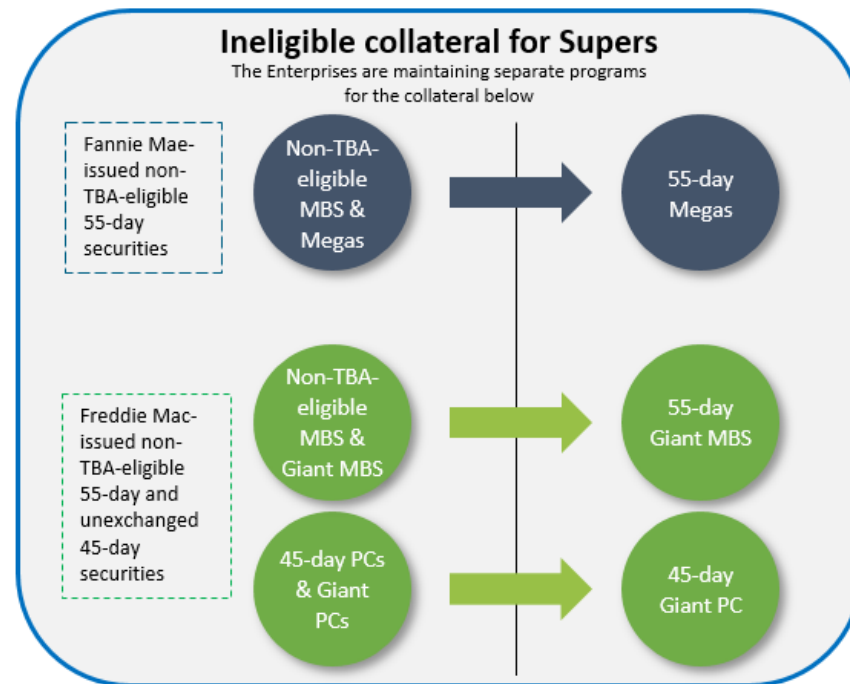 Ineligible collateral for Supers
The Enterprises are maintaining separate programs
for the collateral below
Fannie Mae-
issued non-
TBA-eligible
55-day
securities
Non-TBA-
eligible
MBS &
Megas
55-day
Megas
Freddie Mac-
issued non-
TBA-eligible
55-day and
unexchanged
45-day
securities
Non-TBA-
eligible
MBS &
Giant MBS
55-day
Giant MBS
45-day PCs
& Giant
PCs
45-day
Giant PC